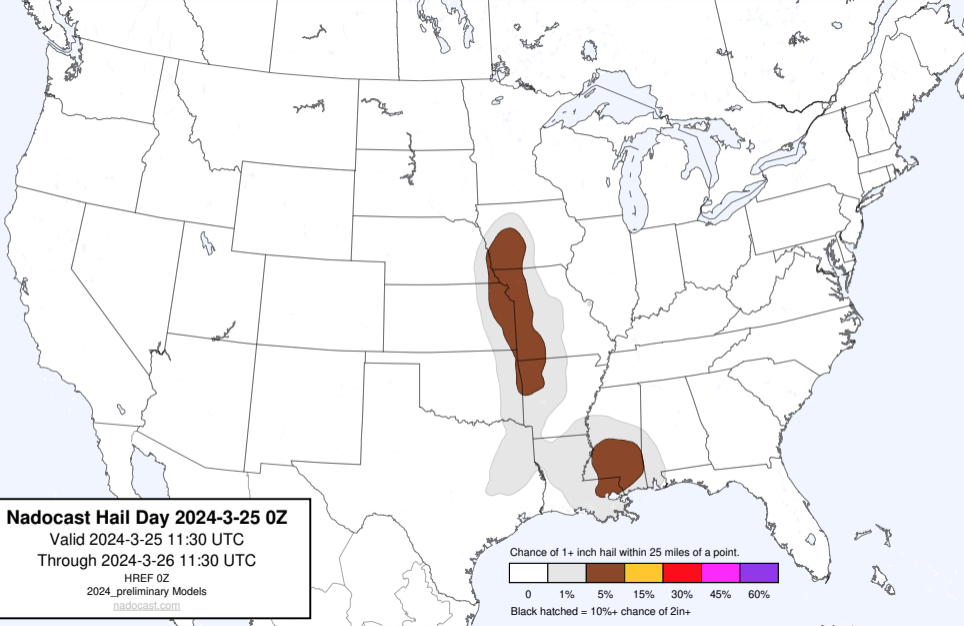 Nadocast Hail Day 2024-3-25 0Z
Valid 2024-3-25 11:30 UTC
Through 2024-3-26 11:30 UTC
HREF 0Z
2024_preliminary Models
nadocast.com
Chance of 1+ inch hail within 25 miles of a point.
0 1% 5% 15% 30% 45% 60%
Black hatched = 10%+ chance of 2in+